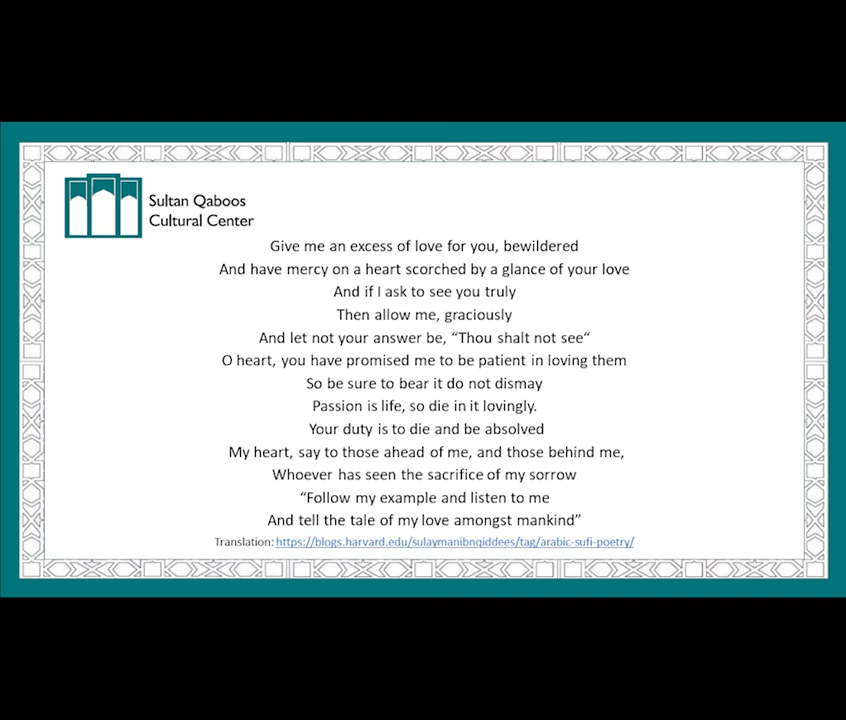 Sultan Qaboos
Cultural Center
Give me an excess of love for you, bewildered
And have mercy on a heart scorched by a glance of your love
And if I ask to see you truly
Then allow me, graciously
And let not your answer be, “Thou shalt not see“
O heart, you have promised me to be patient in loving them
So be sure to bear it do not dismay
Passion is life, so die in it lovingly.
Your duty is to die and be absolved
My heart, say to those ahead of me, and those behind me,
Whoever has seen the sacrifice of my sorrow
“Follow my example and listen to me
And tell the tale of my love amongst mankind”
Translation: https://blogs.harvard.edu/sulaymanibnqiddees/tag/arabic-sufi-poetry/